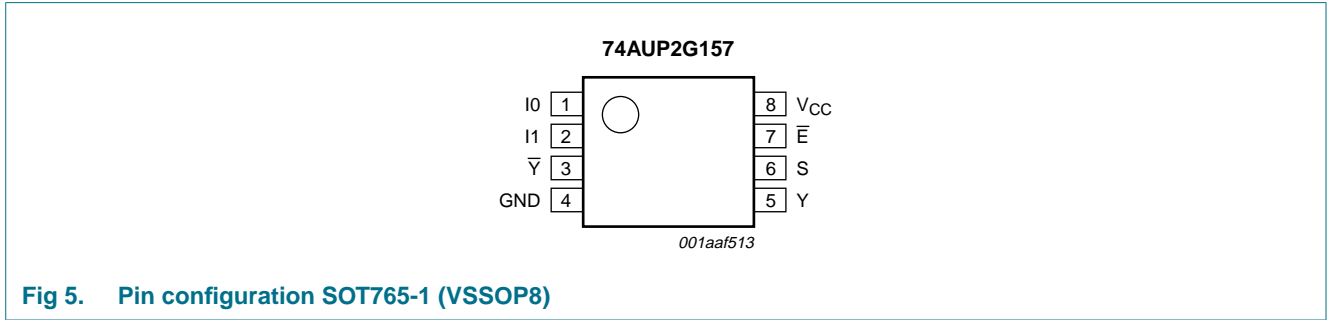 74AUP2G157
I0 1
I1 2
Y̅ 3
GND 4
8 VCC
7 E̅
6 S
5 Y
001aaf513
Fig 5. Pin configuration SOT765-1 (VSSOP8)